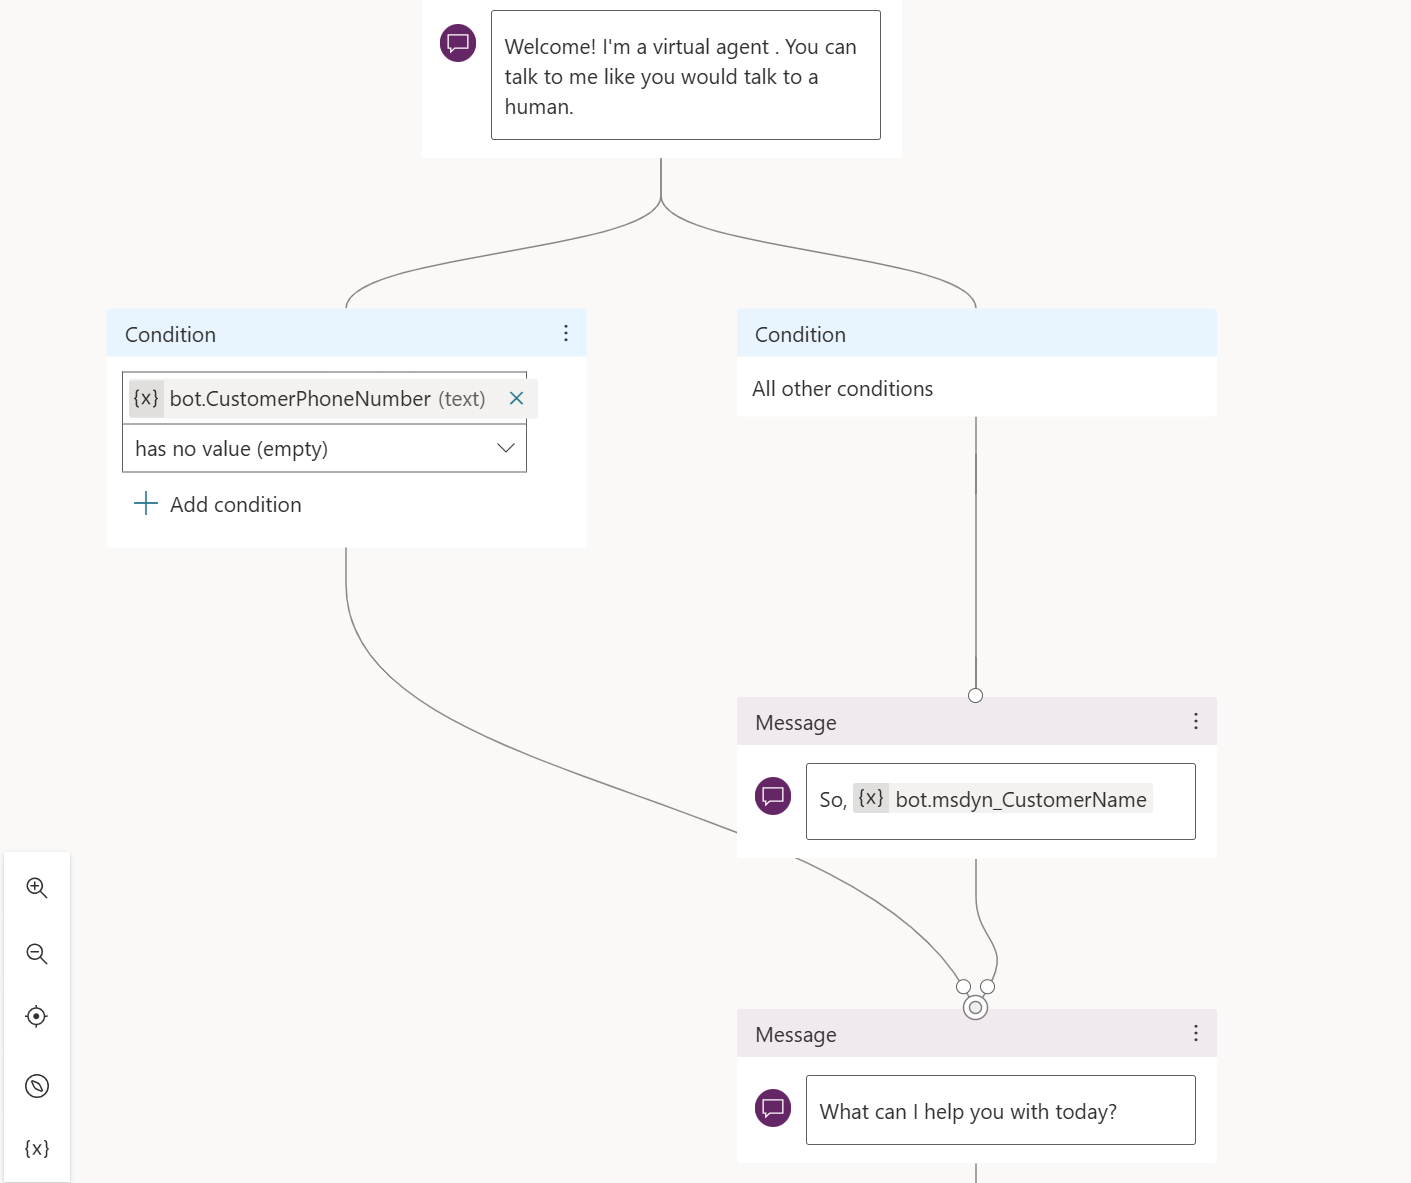 Welcome! I'm a virtual agent . You can
talk to me like you would talk to a
human.
Condition
{x} bot.CustomerPhoneNumber (text)
has no value (empty)
Add condition
Condition
All other conditions
Message
So, {x} bot.msdyn_CustomerName
Message
What can I help you with today?
{x}